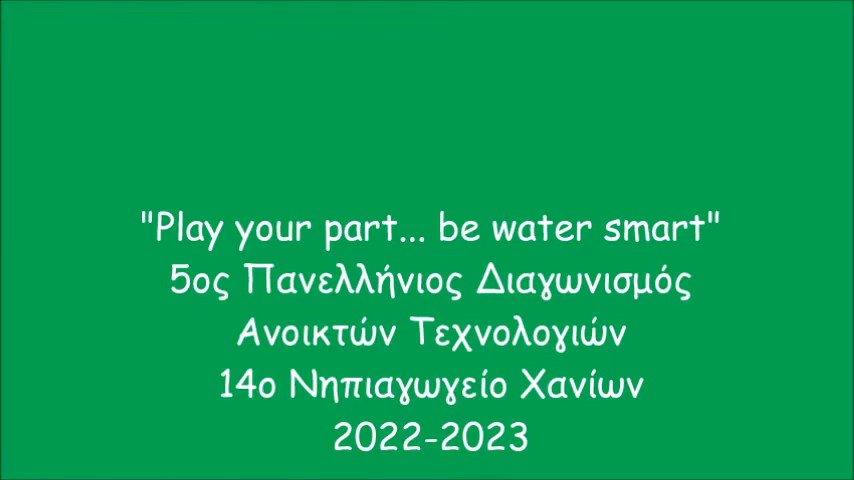 "Play your part... be water smart"
5ος Πανελλήνιος Διαγωνισμός
Ανοικτών Τεχνολογιών
14ο Νηπιαγωγείο Χανίων
2022-2023